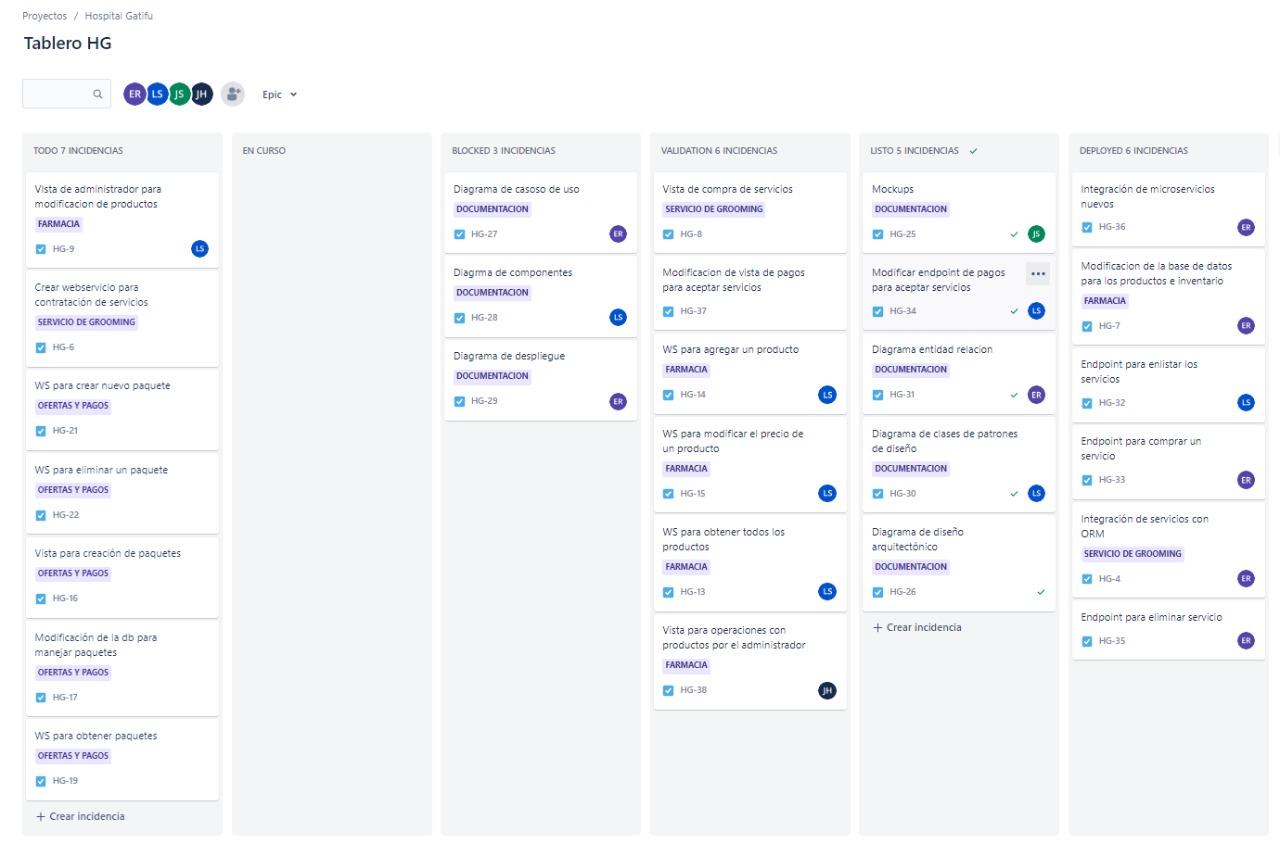 Proyectos / Hospital Gatifu
Tablero HG
ER LS JS JH
Epic
TODO 7 INCIDENCIAS
Vista de administrador para
modificacion de productos
FARMACIA
HG-9
LS
Crear webservicio para
contratación de servicios
SERVICIO DE GROOMING
HG-6
WS para crear nuevo paquete
OFERTAS Y PAGOS
HG-21
WS para eliminar un paquete
OFERTAS Y PAGOS
HG-22
Vista para creación de paquetes
OFERTAS Y PAGOS
HG-16
Modificación de la db para
manejar paquetes
OFERTAS Y PAGOS
HG-17
WS para obtener paquetes
OFERTAS Y PAGOS
HG-19
+ Crear incidencia
EN CURSO
BLOCKED 3 INCIDENCIAS
Diagrama de casoso de uso
DOCUMENTACION
HG-27
ER
Diagrma de componentes
DOCUMENTACION
HG-28
LS
Diagrama de despliegue
DOCUMENTACION
HG-29
ER
VALIDATION 6 INCIDENCIAS
Vista de compra de servicios
SERVICIO DE GROOMING
HG-8
Modificacion de vista de pagos
para aceptar servicios
HG-37
WS para agregar un producto
FARMACIA
HG-14
LS
WS para modificar el precio de
un producto
FARMACIA
HG-15
LS
WS para obtener todos los
productos
FARMACIA
HG-13
LS
Vista para operaciones con
productos por el administrador
FARMACIA
HG-38
JH
LISTO 5 INCIDENCIAS
Mockups
DOCUMENTACION
HG-25
JS
Modificar endpoint de pagos
para aceptar servicios
HG-34
LS
Diagrama entidad relacion
DOCUMENTACION
HG-31
ER
Diagrama de clases de patrones
de diseño
DOCUMENTACION
HG-30
LS
Diagrama de diseño
arquitectónico
DOCUMENTACION
HG-26
+ Crear incidencia
DEPLOYED 6 INCIDENCIAS
Integración de microservicios
nuevos
HG-36
ER
Modificacion de la base de datos
para los productos e inventario
FARMACIA
HG-7
ER
Endpoint para enlistar los
servicios
HG-32
LS
Endpoint para comprar un
servicio
HG-33
ER
Integración de servicios con
ORM
SERVICIO DE GROOMING
HG-4
ER
Endpoint para eliminar servicio
HG-35
ER